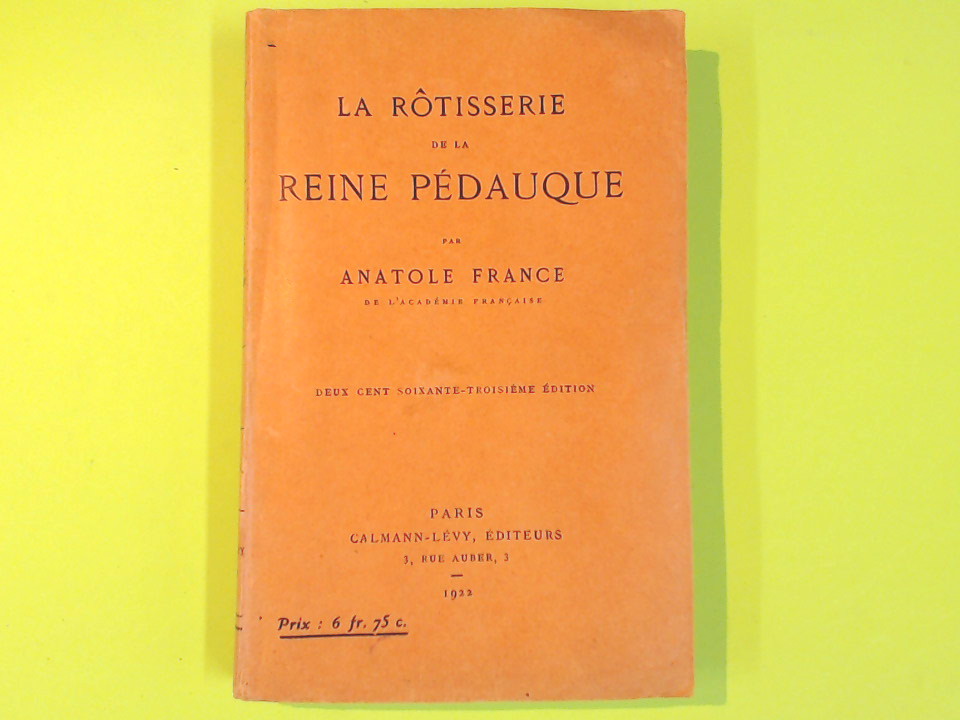 LA RÔTISSERIE
DE LA
REINE PÉDAUQUE
PAR
ANATOLE FRANCE
DE L'ACADÉMIE FRANÇAISE
DEUX CENT SOIXANTE-TROISIÈME ÉDITION
PARIS
CALMANN-LÉVY, ÉDITEURS
3, RUE AUBER, 3
1922
Prix : 6 fr. 75 c.